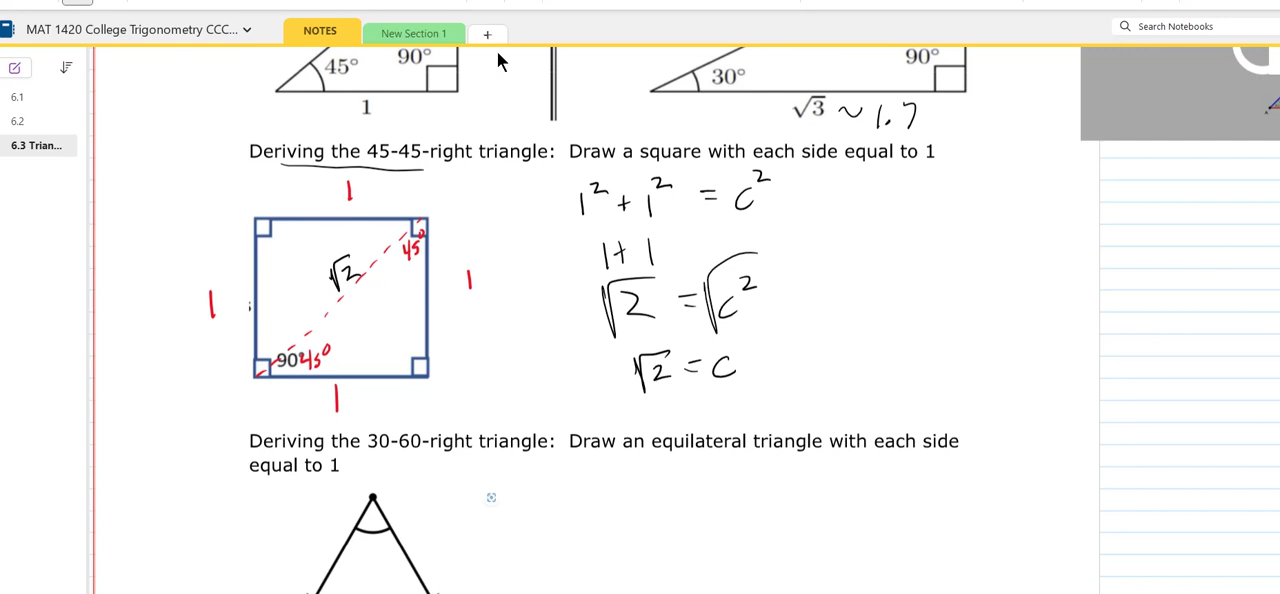 MAT 1420 College Trigonometry CCC...
NOTES
New Section 1
+
Search Notebooks
6.1
6.2
6.3 Trian...
45°
90°
1
30°
90°
√3 ~ 1.7
Deriving the 45-45-right triangle: Draw a square with each side equal to 1
1
1² + 1² = c²
1 + 1
√2 = √c²
√2 = c
45°
√2
1
1
90°
45°
1
Deriving the 30-60-right triangle: Draw an equilateral triangle with each side
equal to 1